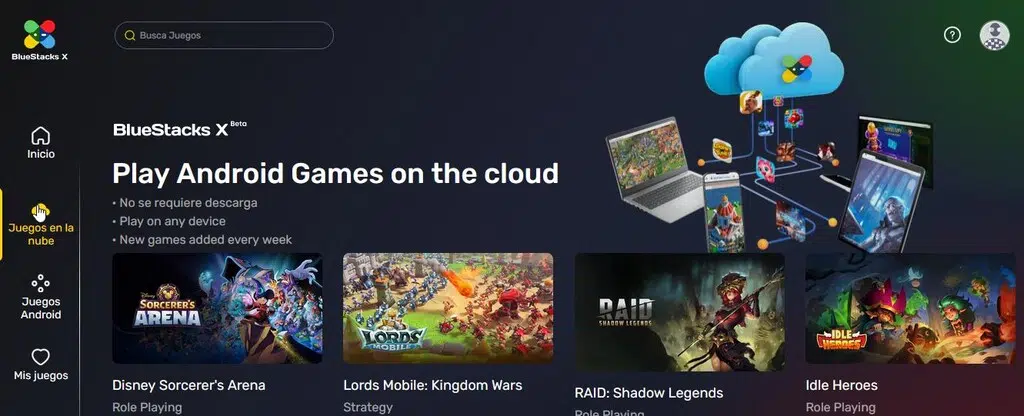 BlueStacks X
Busca Juegos
?
Inicio
Juegos en la
nube
Juegos
Android
Mis juegos
BlueStacks X Beta
Play Android Games on the cloud
• No se requiere descarga
• Play on any device
• New games added every week
Disney
SORCERER'S
ARENA
LORDS
MOBILE
RAID
SHADOW LEGENDS
IDLE
HEROES
Disney Sorcerer's Arena
Role Playing
Lords Mobile: Kingdom Wars
Strategy
RAID: Shadow Legends
Role Playing
Idle Heroes
Role Playing